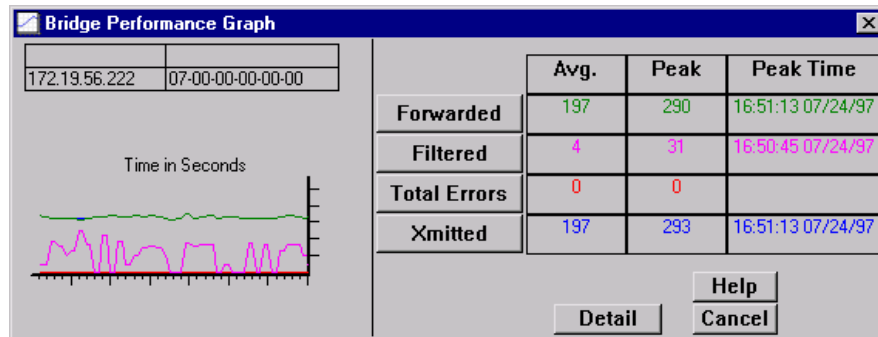 Bridge Performance Graph
172.19.56.222 07-00-00-00-00-00
Time in Seconds
Avg. Peak Peak Time
Forwarded 197 290 16:51:13 07/24/97
Filtered 4 31 16:50:45 07/24/97
Total Errors 0 0
Xmitted 197 293 16:51:13 07/24/97
Help
Detail Cancel